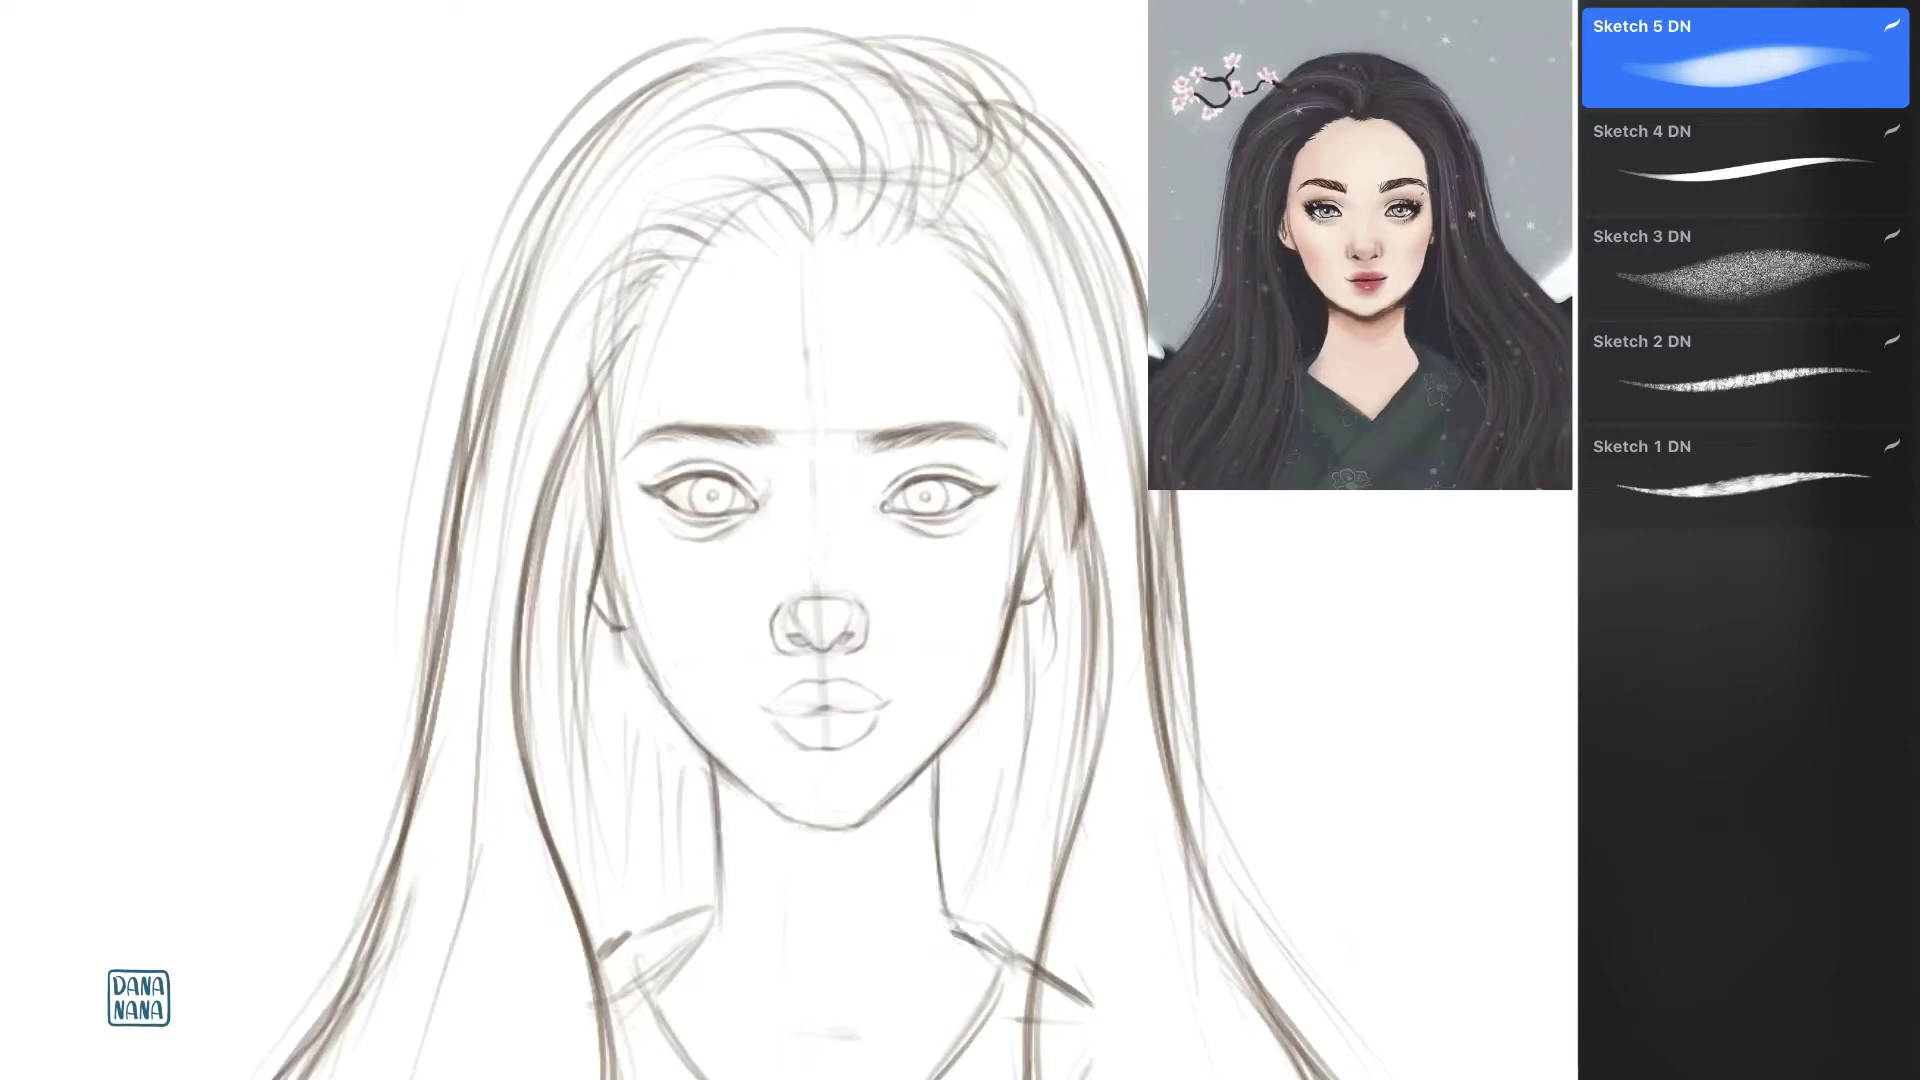 Sketch 5 DN
Sketch 4 DN
Sketch 3 DN
Sketch 2 DN
Sketch 1 DN
DANA
NANA